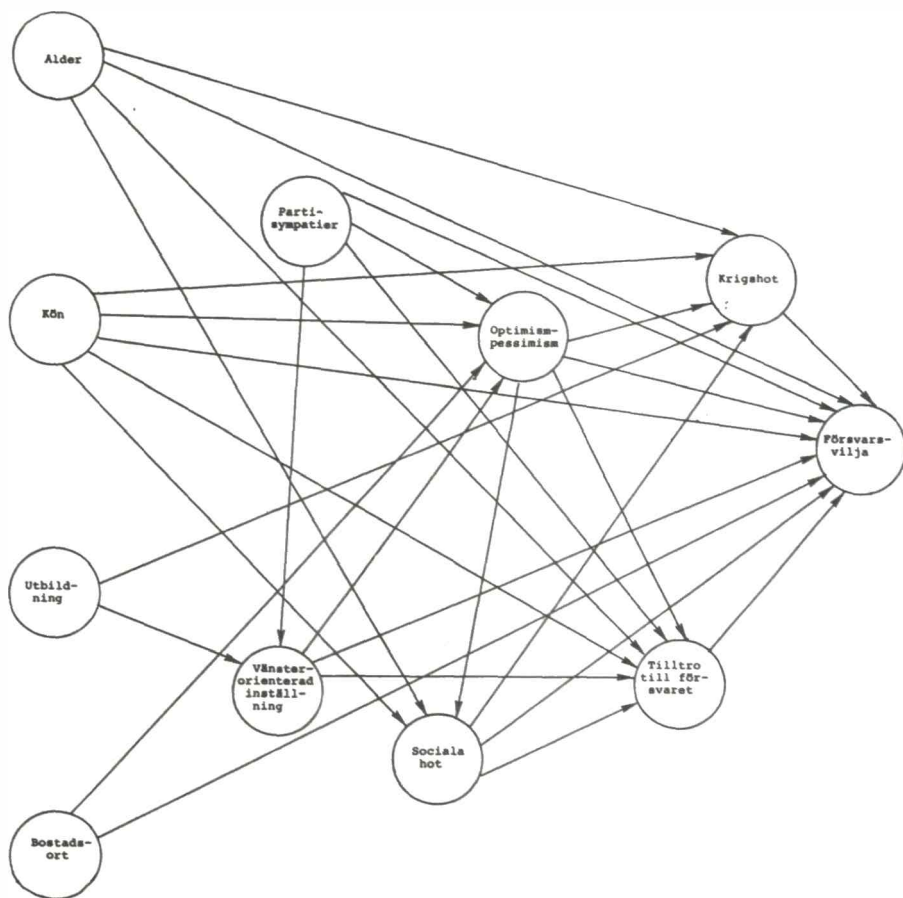 Alder
Parti-
sympatier
Krigshot
Kön
Optimism-
pessimism
Försvars-
vilja
Utbild-
ning
Vänster-
orienterad
inställ-
ning
Tilltro
till för-
svaret
Sociala
hot
Bostads-
ort